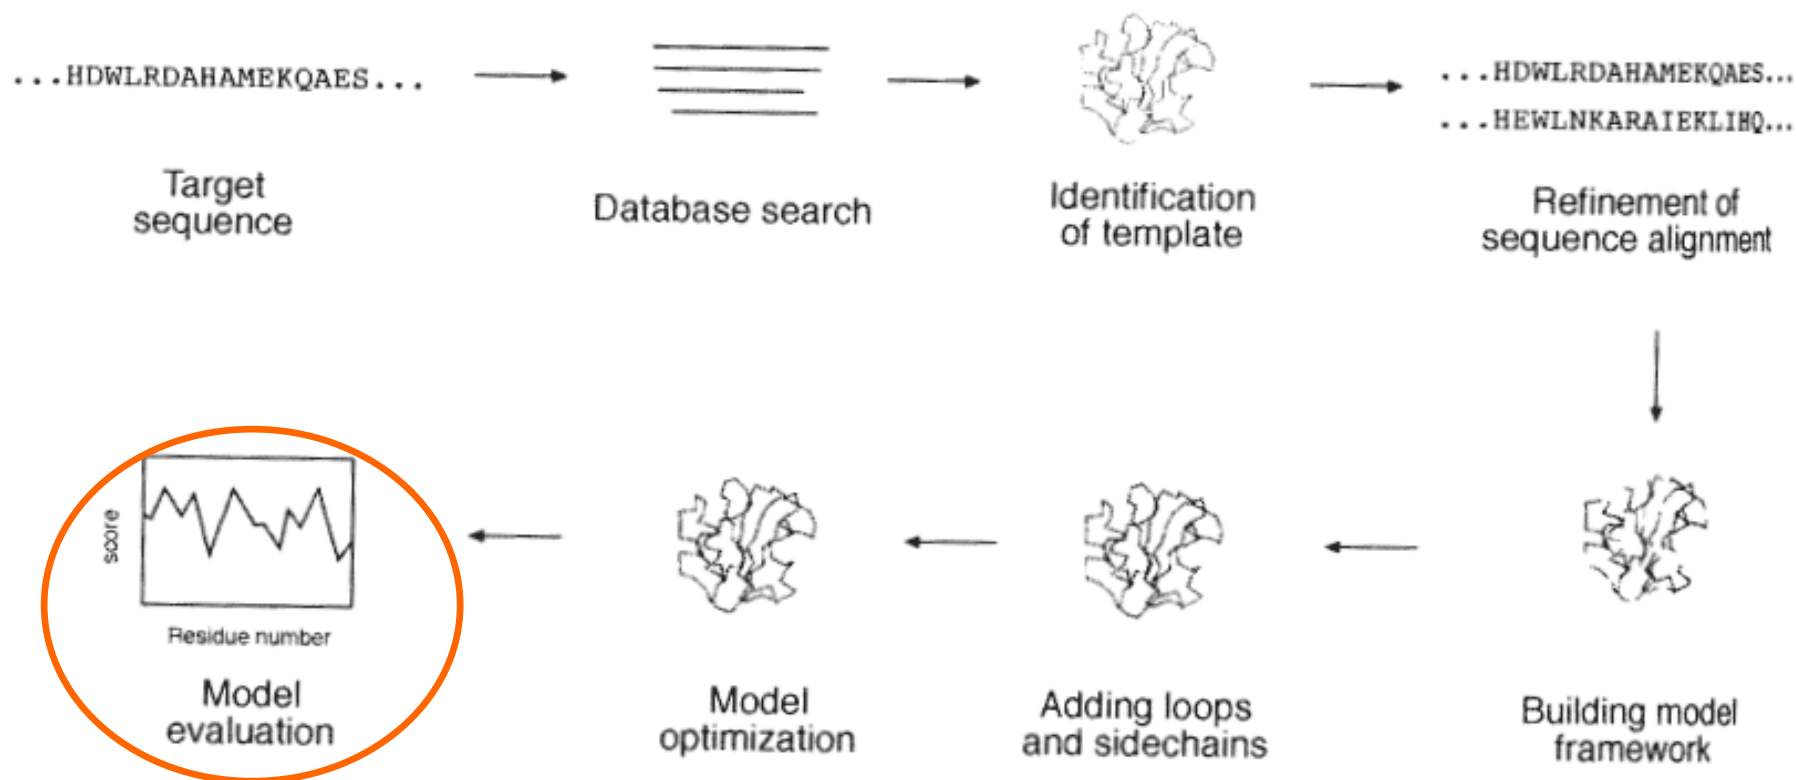 ...HDWLRDAHAMEKQAES...
Target
sequence
Database search
Identification
of template
...HDWLRDAHAMEKQAES...
...HEWLNKARAIEKLIHQ...
Refinement of
sequence alignment
score
Residue number
Model
evaluation
Model
optimization
Adding loops
and sidechains
Building model
framework